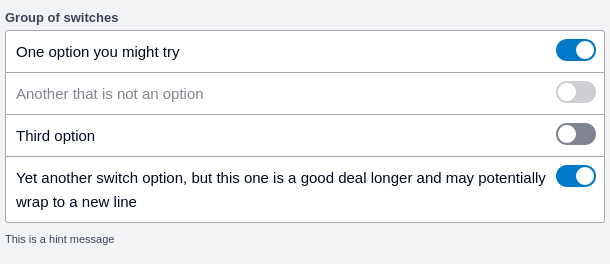 Group of switches
One option you might try
Another that is not an option
Third option
Yet another switch option, but this one is a good deal longer and may potentially
wrap to a new line
This is a hint message